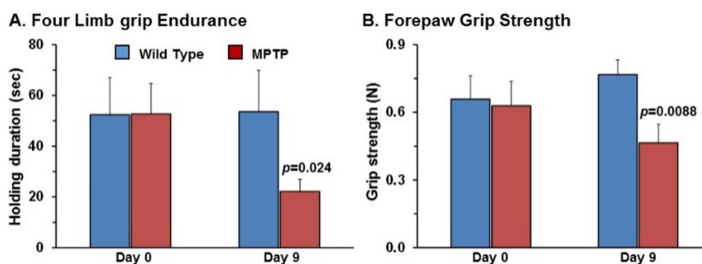 A. Four Limb grip Endurance
Holding duration (sec)
80
60
40
20
0
Wild Type
MPTP
p=0.024
Day 0
Day 9
B. Forepaw Grip Strength
Grip strength (N)
0.9
0.6
0.3
0.0
p=0.0088
Day 0
Day 9